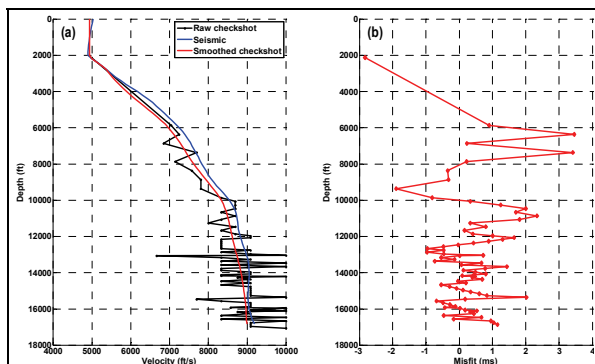 (a)
Raw checkshot
Seismic
Smoothed checkshot
0
2000
4000
6000
8000
10000
12000
14000
16000
18000
Depth (ft)
4000 5000 6000 7000 8000 9000 10000
Velocity (ft/s)
(b)
0
2000
4000
6000
8000
10000
12000
14000
16000
18000
Depth (ft)
-3 -2 -1 0 1 2 3 4
Misfit (ms)